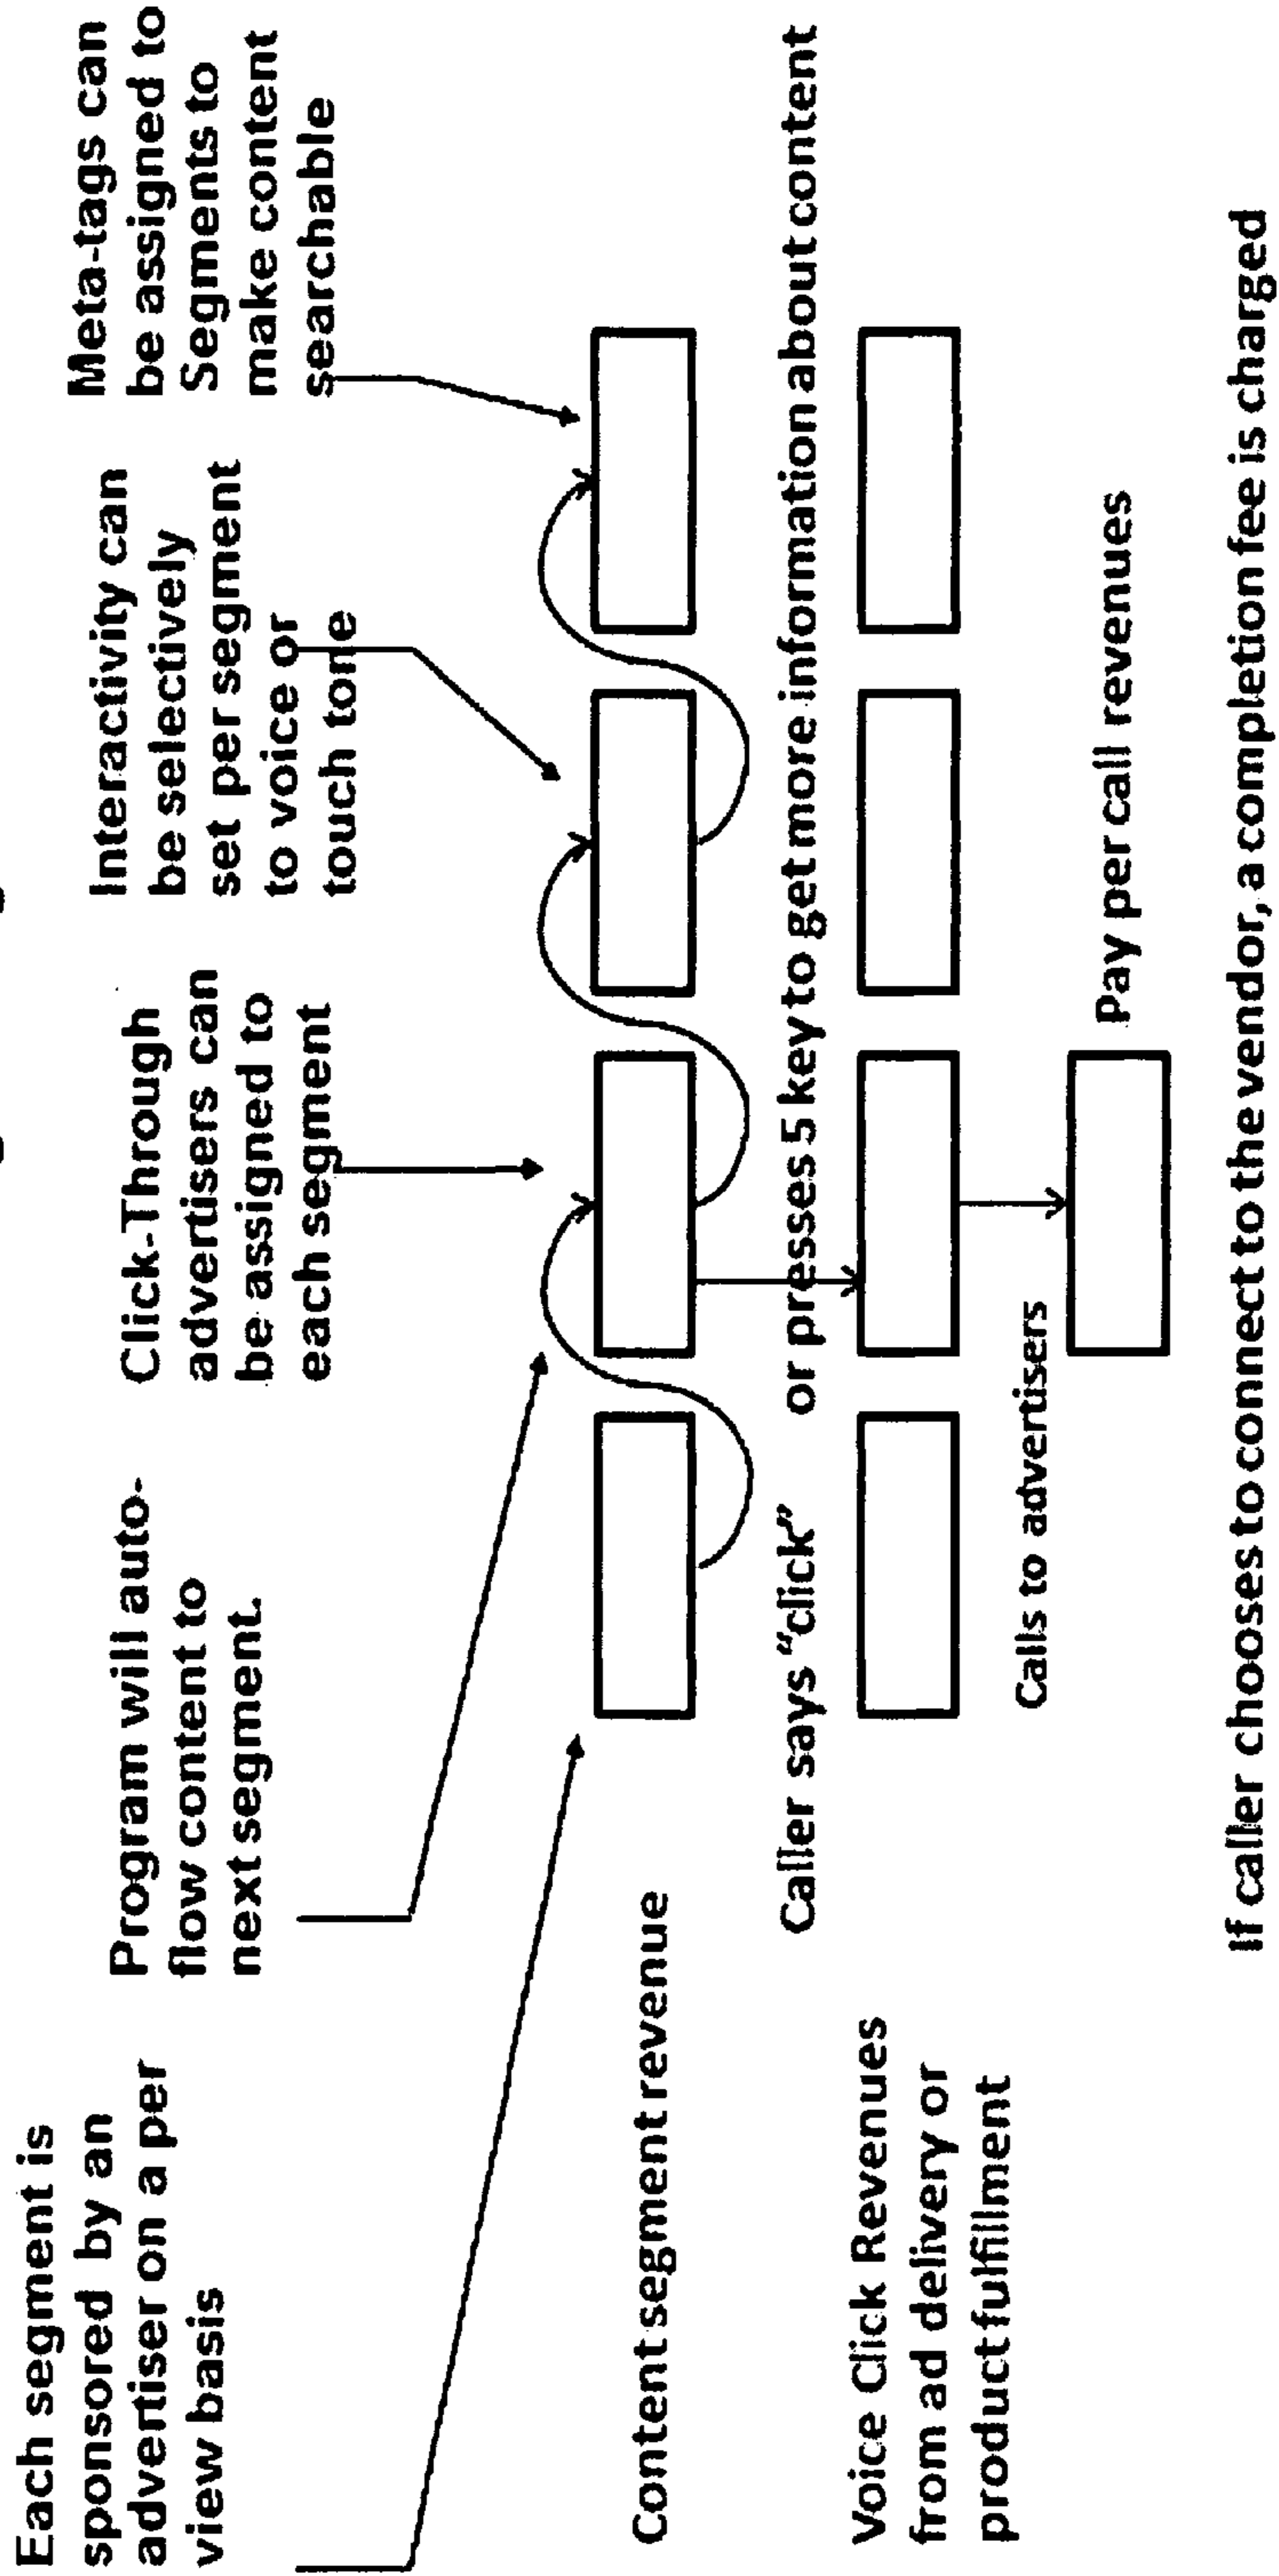 Each segment is
sponsored by an
advertiser on a per
view basis
Program will auto-
flow content to
next segment.
Click-Through
advertisers can
be assigned to
each segment
Interactivity can
be selectively
set per segment
to voice or
touch tone
Meta-tags can
be assigned to
Segments to
make content
searchable
Content segment revenue
Caller says "click" or presses 5 key to get more information about content
Voice Click Revenues
from ad delivery or
product fulfillment
Calls to advertisers
Pay per call revenues
If caller chooses to connect to the vendor, a completion fee is charged